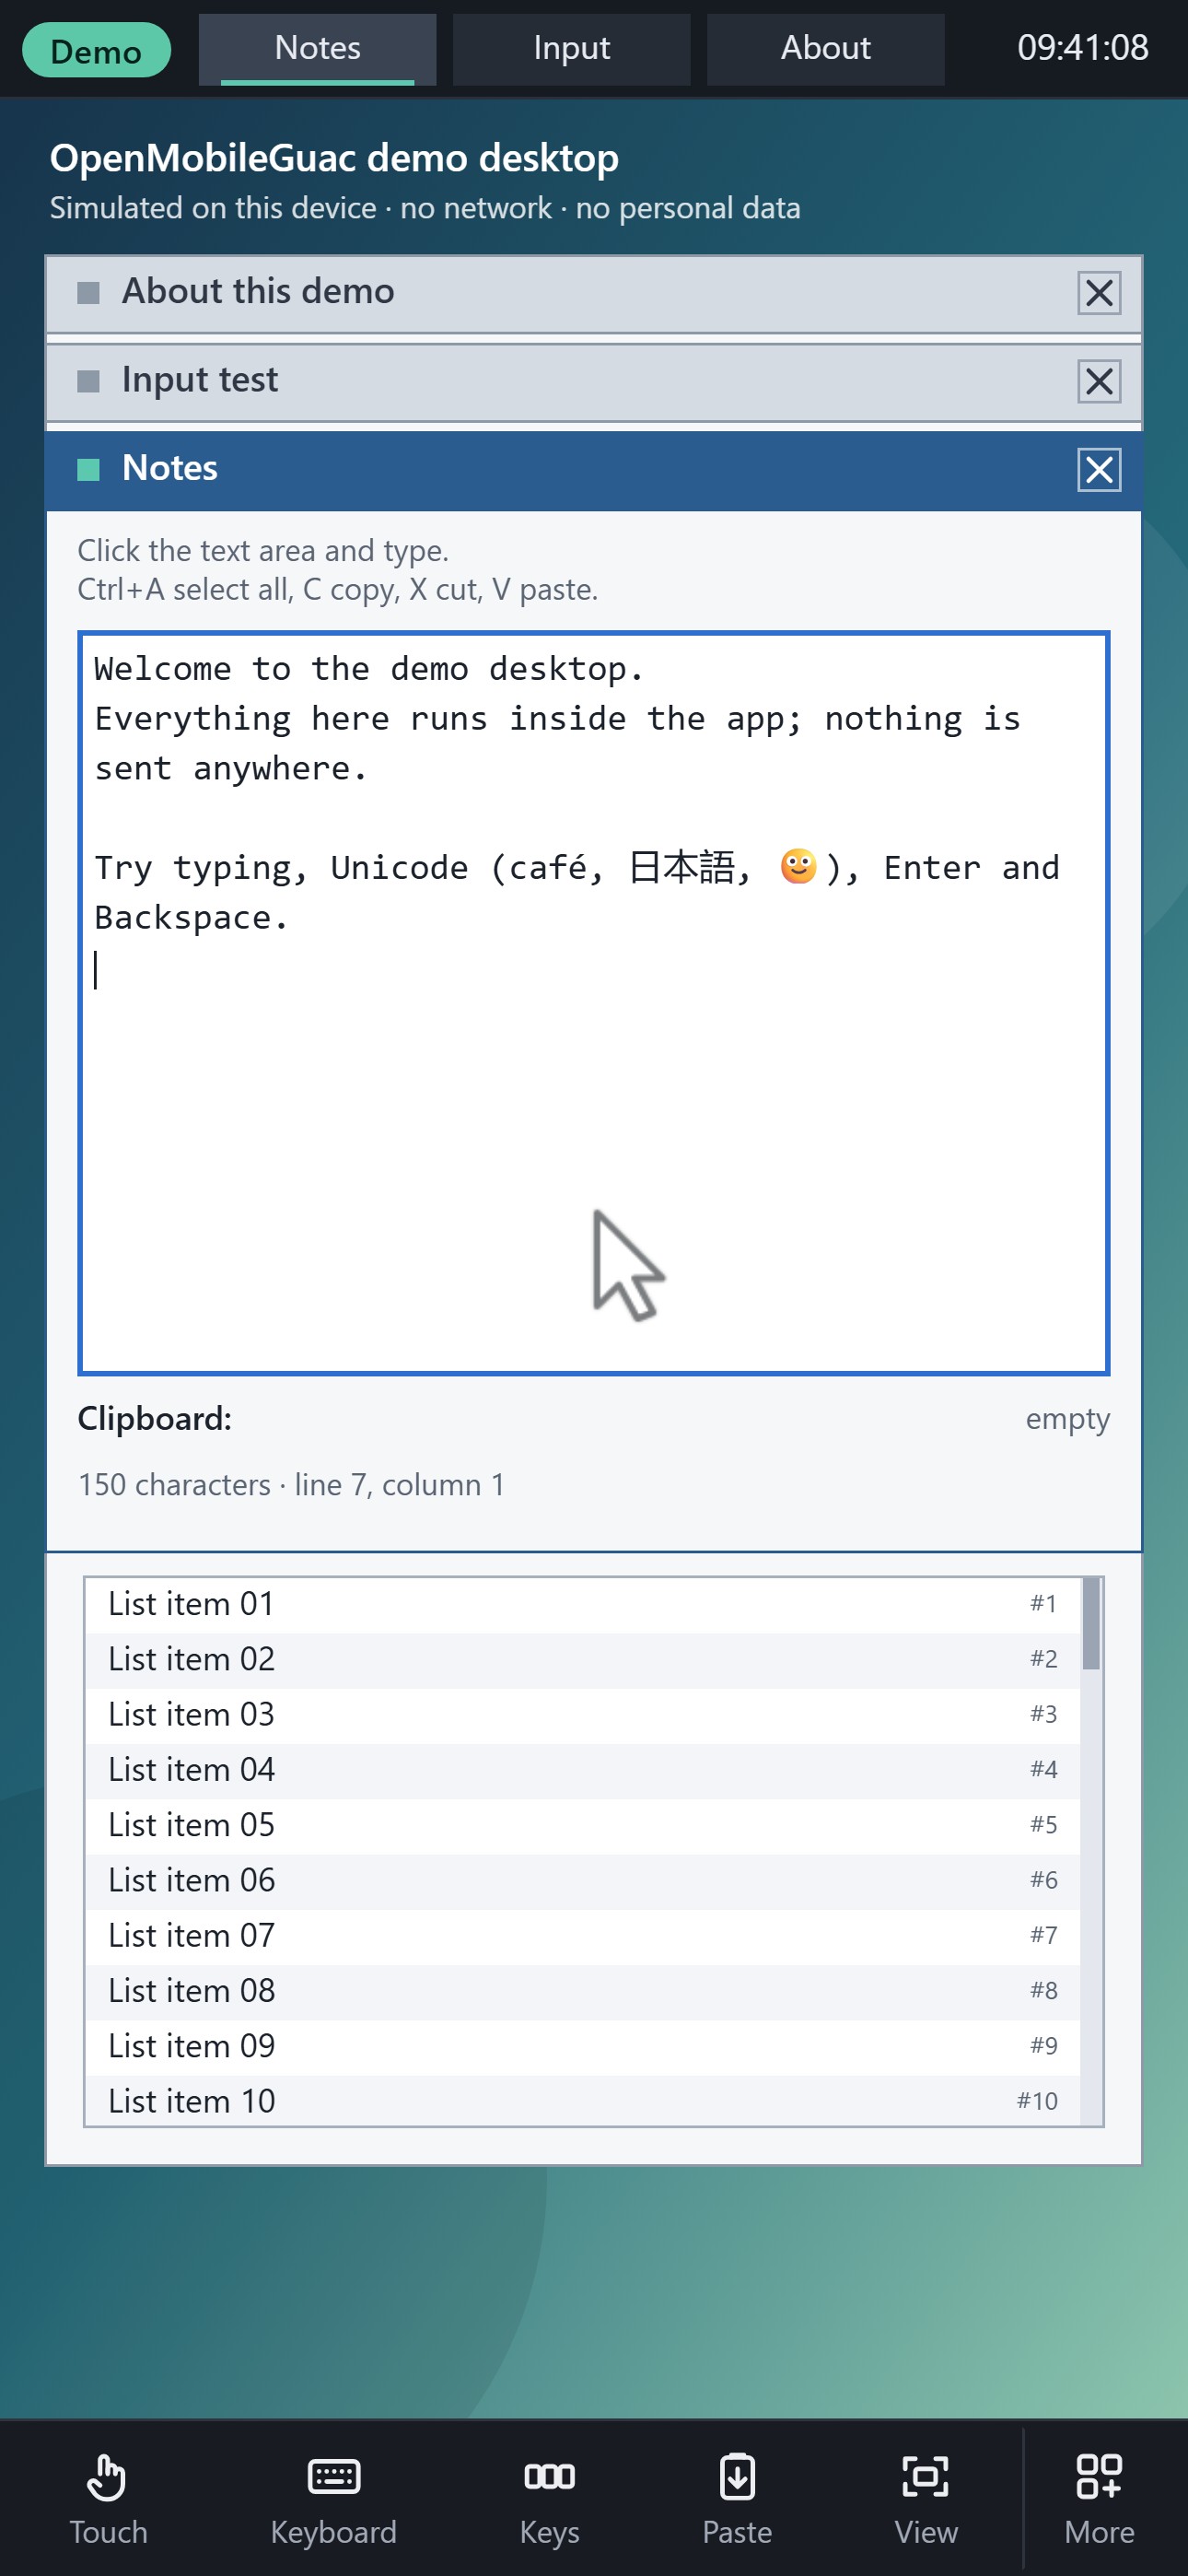 Demo
Notes
Input
About
09:41:08
OpenMobileGuac demo desktop
Simulated on this device · no network · no personal data
About this demo
Input test
Notes
Click the text area and type.
Ctrl+A select all, C copy, X cut, V paste.
Welcome to the demo desktop.
Everything here runs inside the app; nothing is
sent anywhere.
Try typing, Unicode (café, 日本語, 🙂), Enter and
Backspace.
Clipboard: empty
150 characters · line 7, column 1
List item 01 #1
List item 02 #2
List item 03 #3
List item 04 #4
List item 05 #5
List item 06 #6
List item 07 #7
List item 08 #8
List item 09 #9
List item 10 #10
Touch
Keyboard
Keys
Paste
View
More